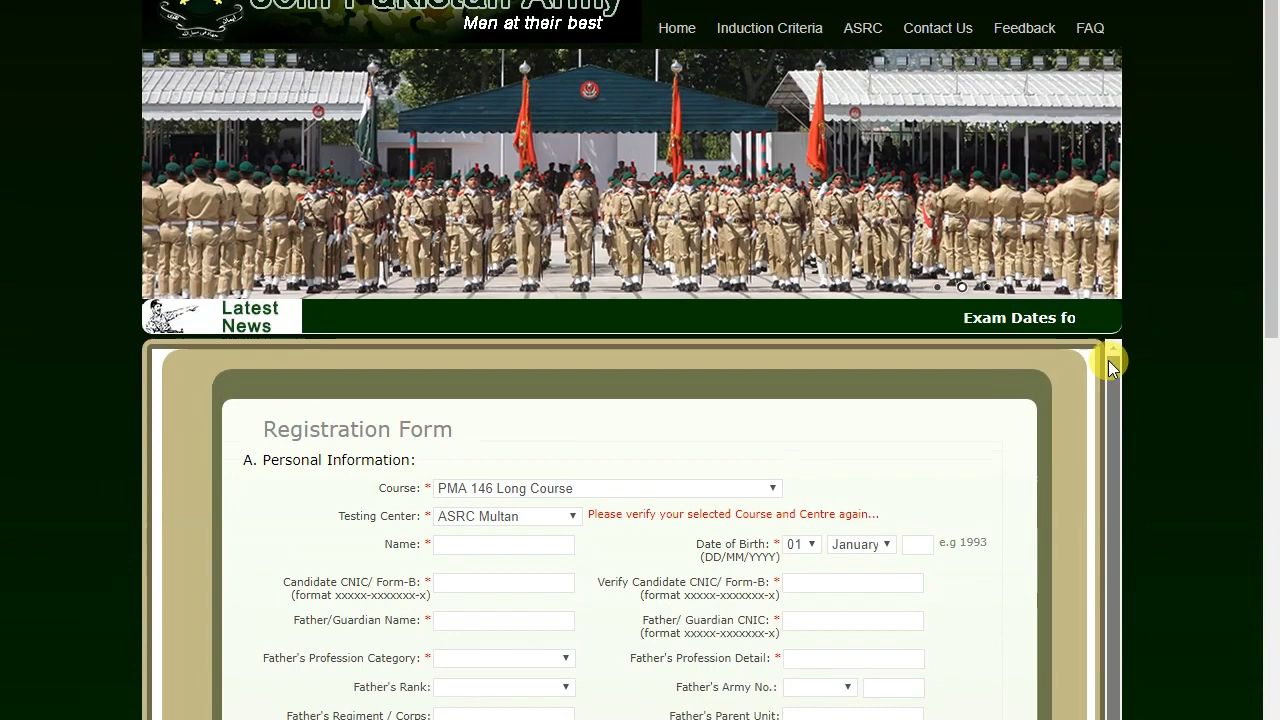 Join Pakistan Army
Men at their best
Home Induction Criteria ASRC Contact Us Feedback FAQ
Latest
News
Exam Dates fo
Registration Form
A. Personal Information:
Course: * PMA 146 Long Course
Testing Center: * ASRC Multan Please verify your selected Course and Centre again...
Name: * Date of Birth: * 01 January e.g 1993
(DD/MM/YYYY)
Candidate CNIC/ Form-B: * Verify Candidate CNIC/ Form-B: *
(format xxxxx-xxxxxxx-x) (format xxxxx-xxxxxxx-x)
Father/Guardian Name: * Father/ Guardian CNIC: *
(format xxxxx-xxxxxxx-x)
Father's Profession Category: * Father's Profession Detail: *
Father's Rank: Father's Army No.:
Father's Regiment / Corps: Father's Parent Unit: